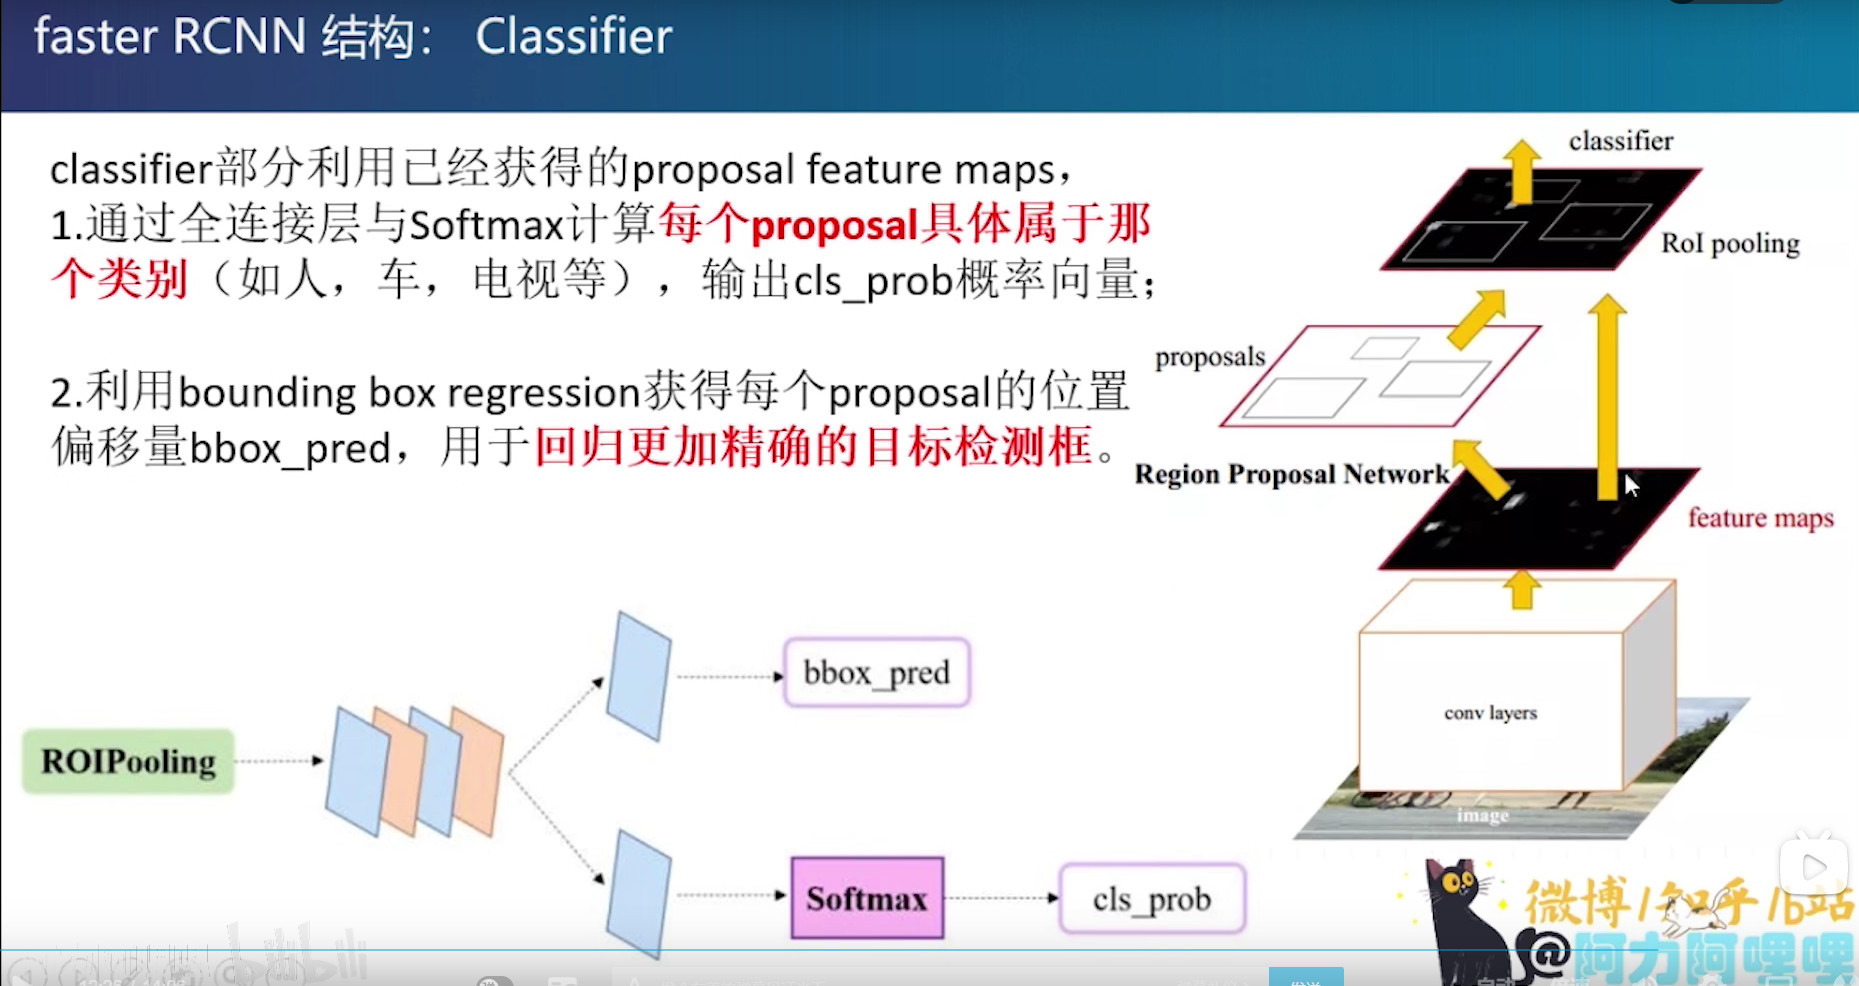 faster RCNN 结构： Classifier
classifier部分利用已经获得的proposal feature maps，
1.通过全连接层与Softmax计算每个proposal具体属于那
个类别（如人，车，电视等），输出cls_prob概率向量；
2.利用bounding box regression获得每个proposal的位置
偏移量bbox_pred，用于回归更加精确的目标检测框。
classifier
RoI pooling
proposals
Region Proposal Network
feature maps
conv layers
image
ROIPooling
bbox_pred
Softmax
cls_prob
微博/知乎/b站
@阿力阿哩哩